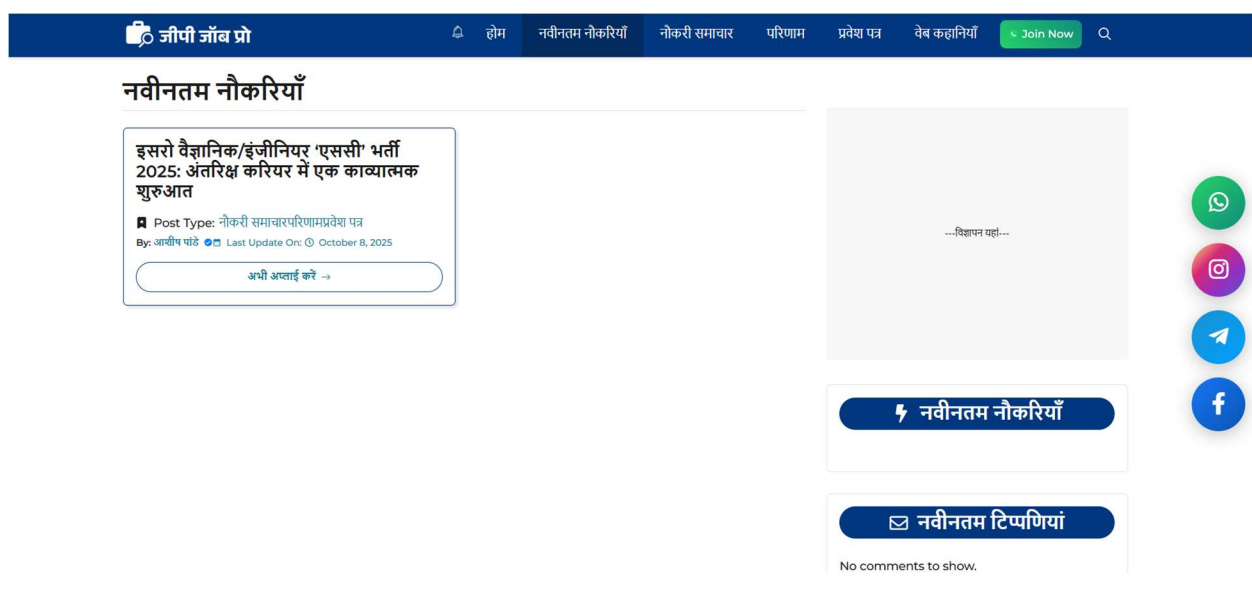 जीपी जॉब प्रो
होम
नवीनतम नौकरियाँ
नौकरी समाचार
परिणाम
प्रवेश पत्र
वेब कहानियाँ
Join Now
नवीनतम नौकरियाँ
इसरो वैज्ञानिक/इंजीनियर ‘एससी’ भर्ती
2025: अंतरिक्ष करियर में एक काव्यात्मक
शुरुआत
Post Type: नौकरी समाचारपरिणामप्रवेश पत्र
By: आशीष पांडे Last Update On: October 8, 2025
अभी अप्लाई करें →
---विज्ञापन यहां---
नवीनतम नौकरियाँ
नवीनतम टिप्पणियां
No comments to show.